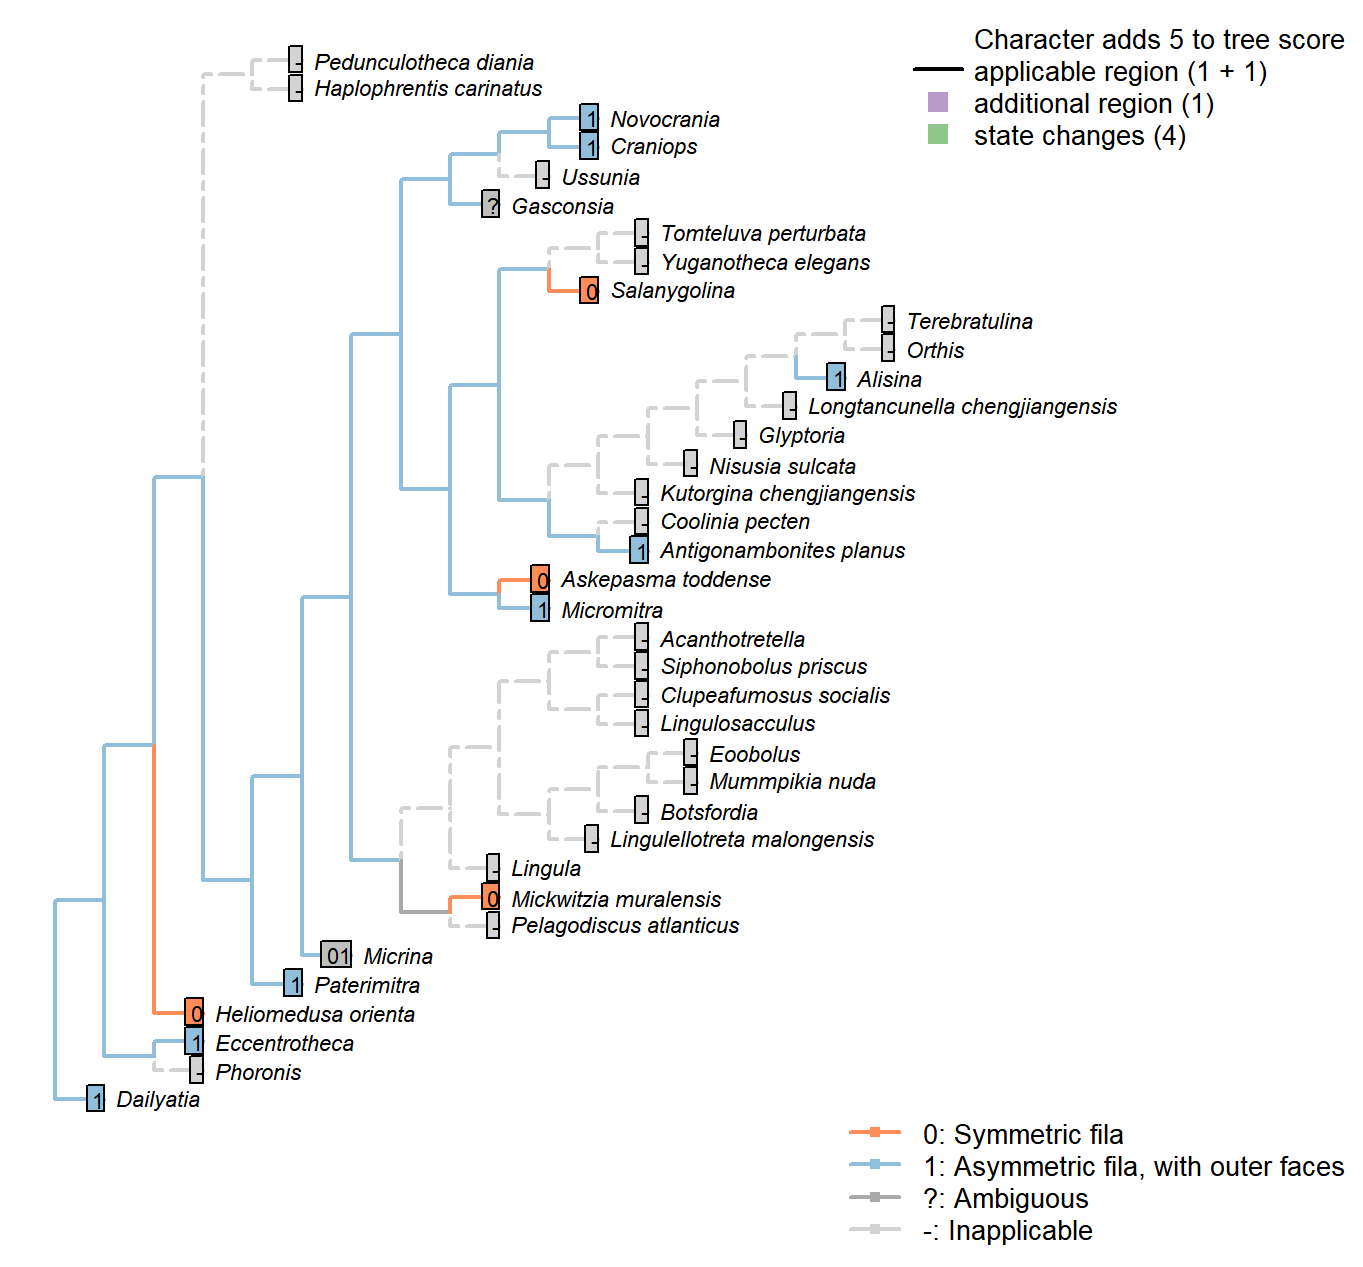 Character adds 5 to tree score
applicable region (1 + 1)
additional region (1)
state changes (4)
- Pedunculotheca diania
- Haplophrentis carinatus
1 Novocrania
1 Craniops
- Ussunia
? Gasconsia
- Tomteluva perturbata
- Yuganotheca elegans
0 Salanygolina
- Terebratulina
- Orthis
1 Alisina
- Longtancunella chengjiangensis
- Glyptoria
- Nisusia sulcata
- Kutorgina chengjiangensis
- Coolinia pecten
1 Antigonambonites planus
0 Askepasma toddense
1 Micromitra
- Acanthotretella
- Siphonobolus priscus
- Clupeafumosus socialis
- Lingulosacculus
- Eoobolus
- Mummpikia nuda
- Botsfordia
- Lingulellotreta malongensis
- Lingula
0 Mickwitzia muralensis
- Pelagodiscus atlanticus
01 Micrina
1 Paterimitra
0 Heliomedusa orienta
1 Eccentrotheca
- Phoronis
1 Dailyatia
0: Symmetric fila
1: Asymmetric fila, with outer faces
?: Ambiguous
-: Inapplicable